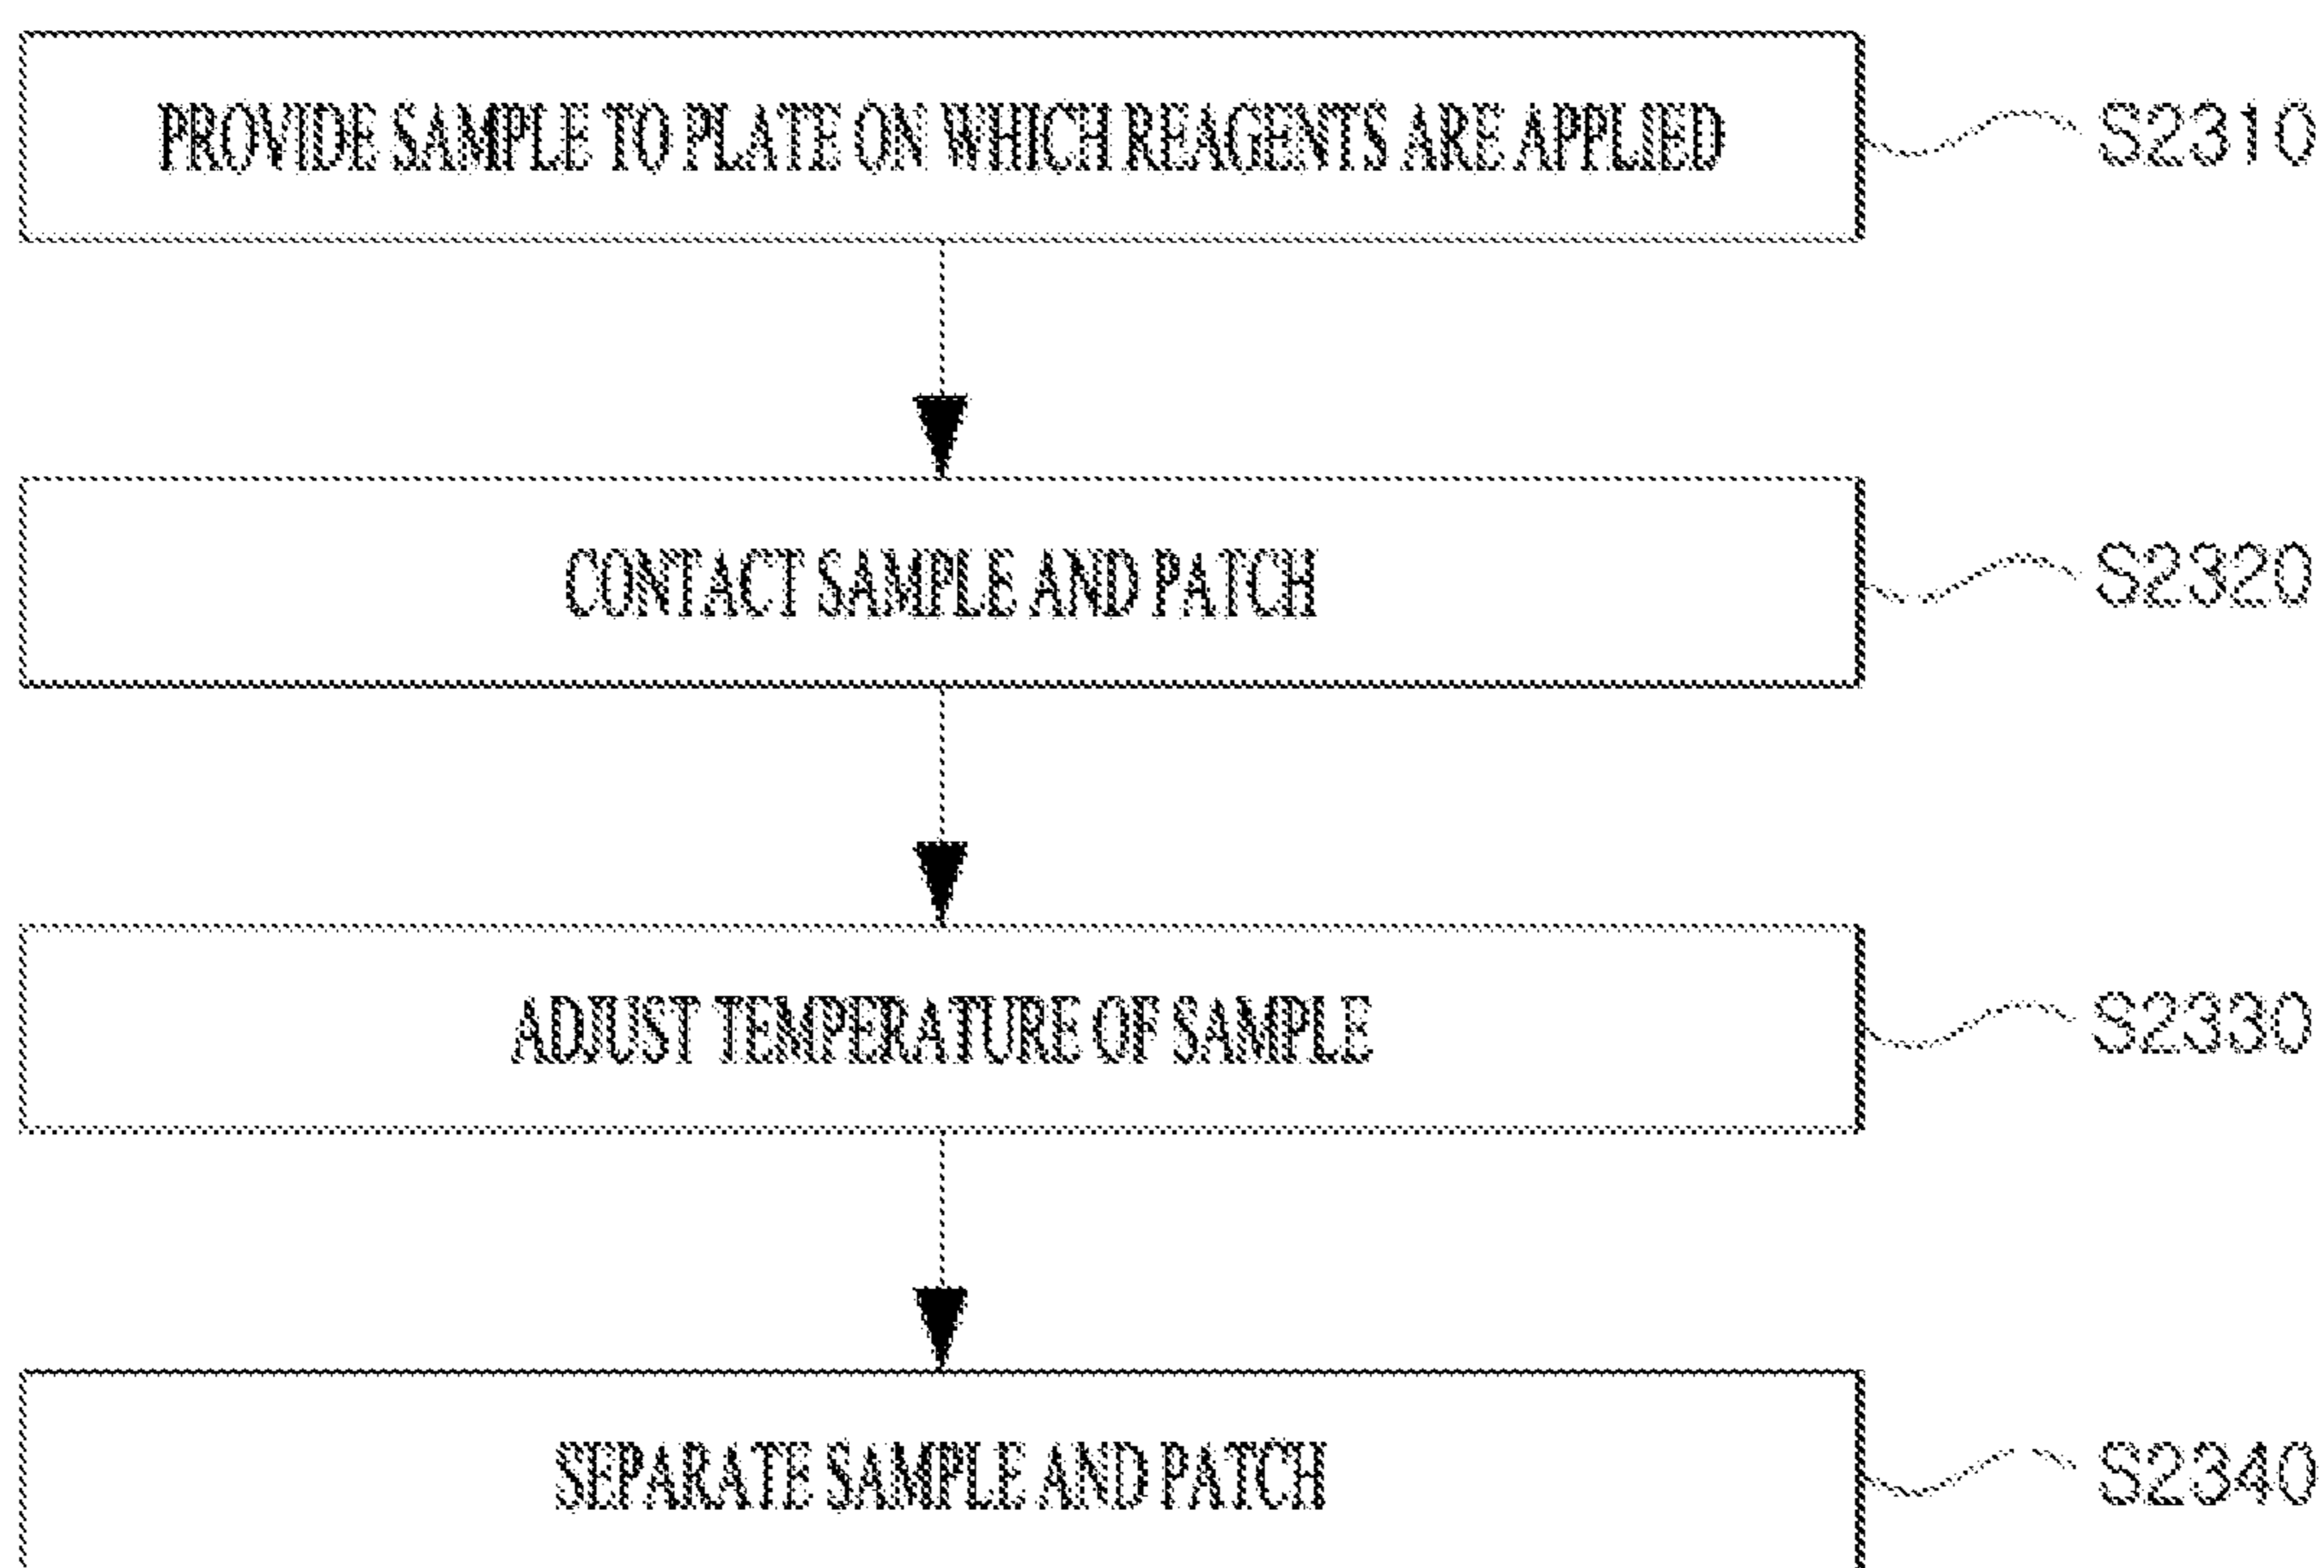 PROVIDE SAMPLE TO PLATE ON WHICH REAGENTS ARE APPLIED S2310
CONTACT SAMPLE AND PATCH S2320
ADJUST TEMPERATURE OF SAMPLE S2330
SEPARATE SAMPLE AND PATCH S2340